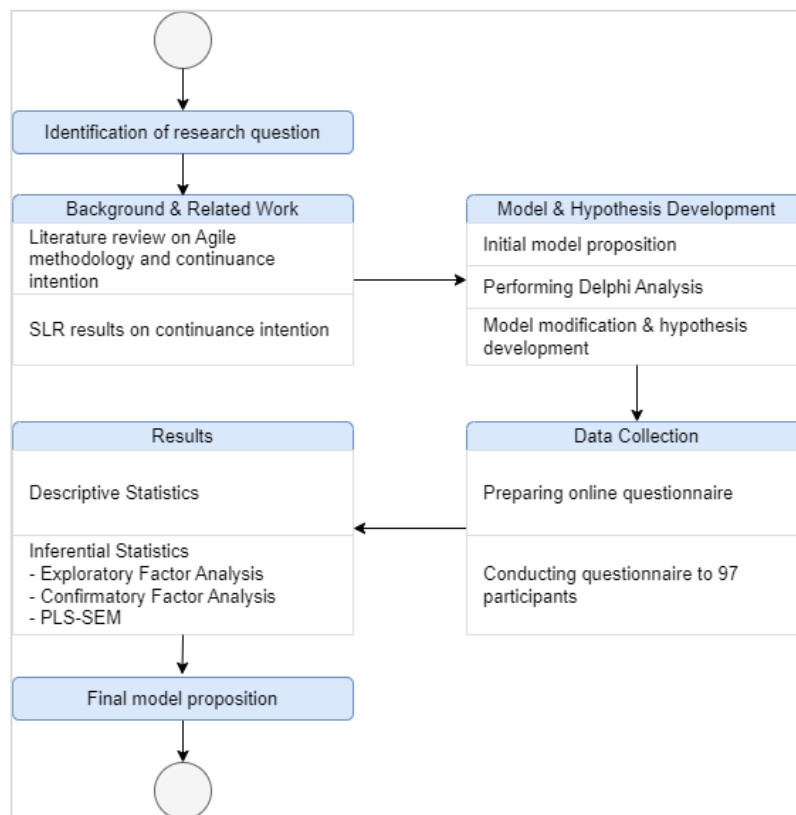 Identification of research question
Background & Related Work
Literature review on Agile
methodology and continuance
intention
SLR results on continuance intention
Model & Hypothesis Development
Initial model proposition
Performing Delphi Analysis
Model modification & hypothesis
development
Data Collection
Preparing online questionnaire
Conducting questionnaire to 97
participants
Results
Descriptive Statistics
Inferential Statistics
- Exploratory Factor Analysis
- Confirmatory Factor Analysis
- PLS-SEM
Final model proposition